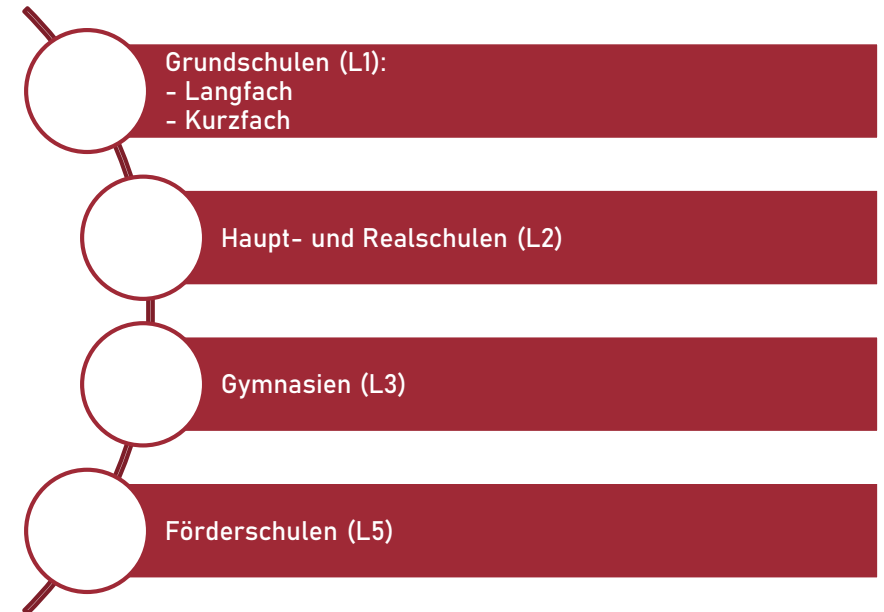 Grundschulen (L1):
- Langfach
- Kurzfach
Haupt- und Realschulen (L2)
Gymnasien (L3)
Förderschulen (L5)